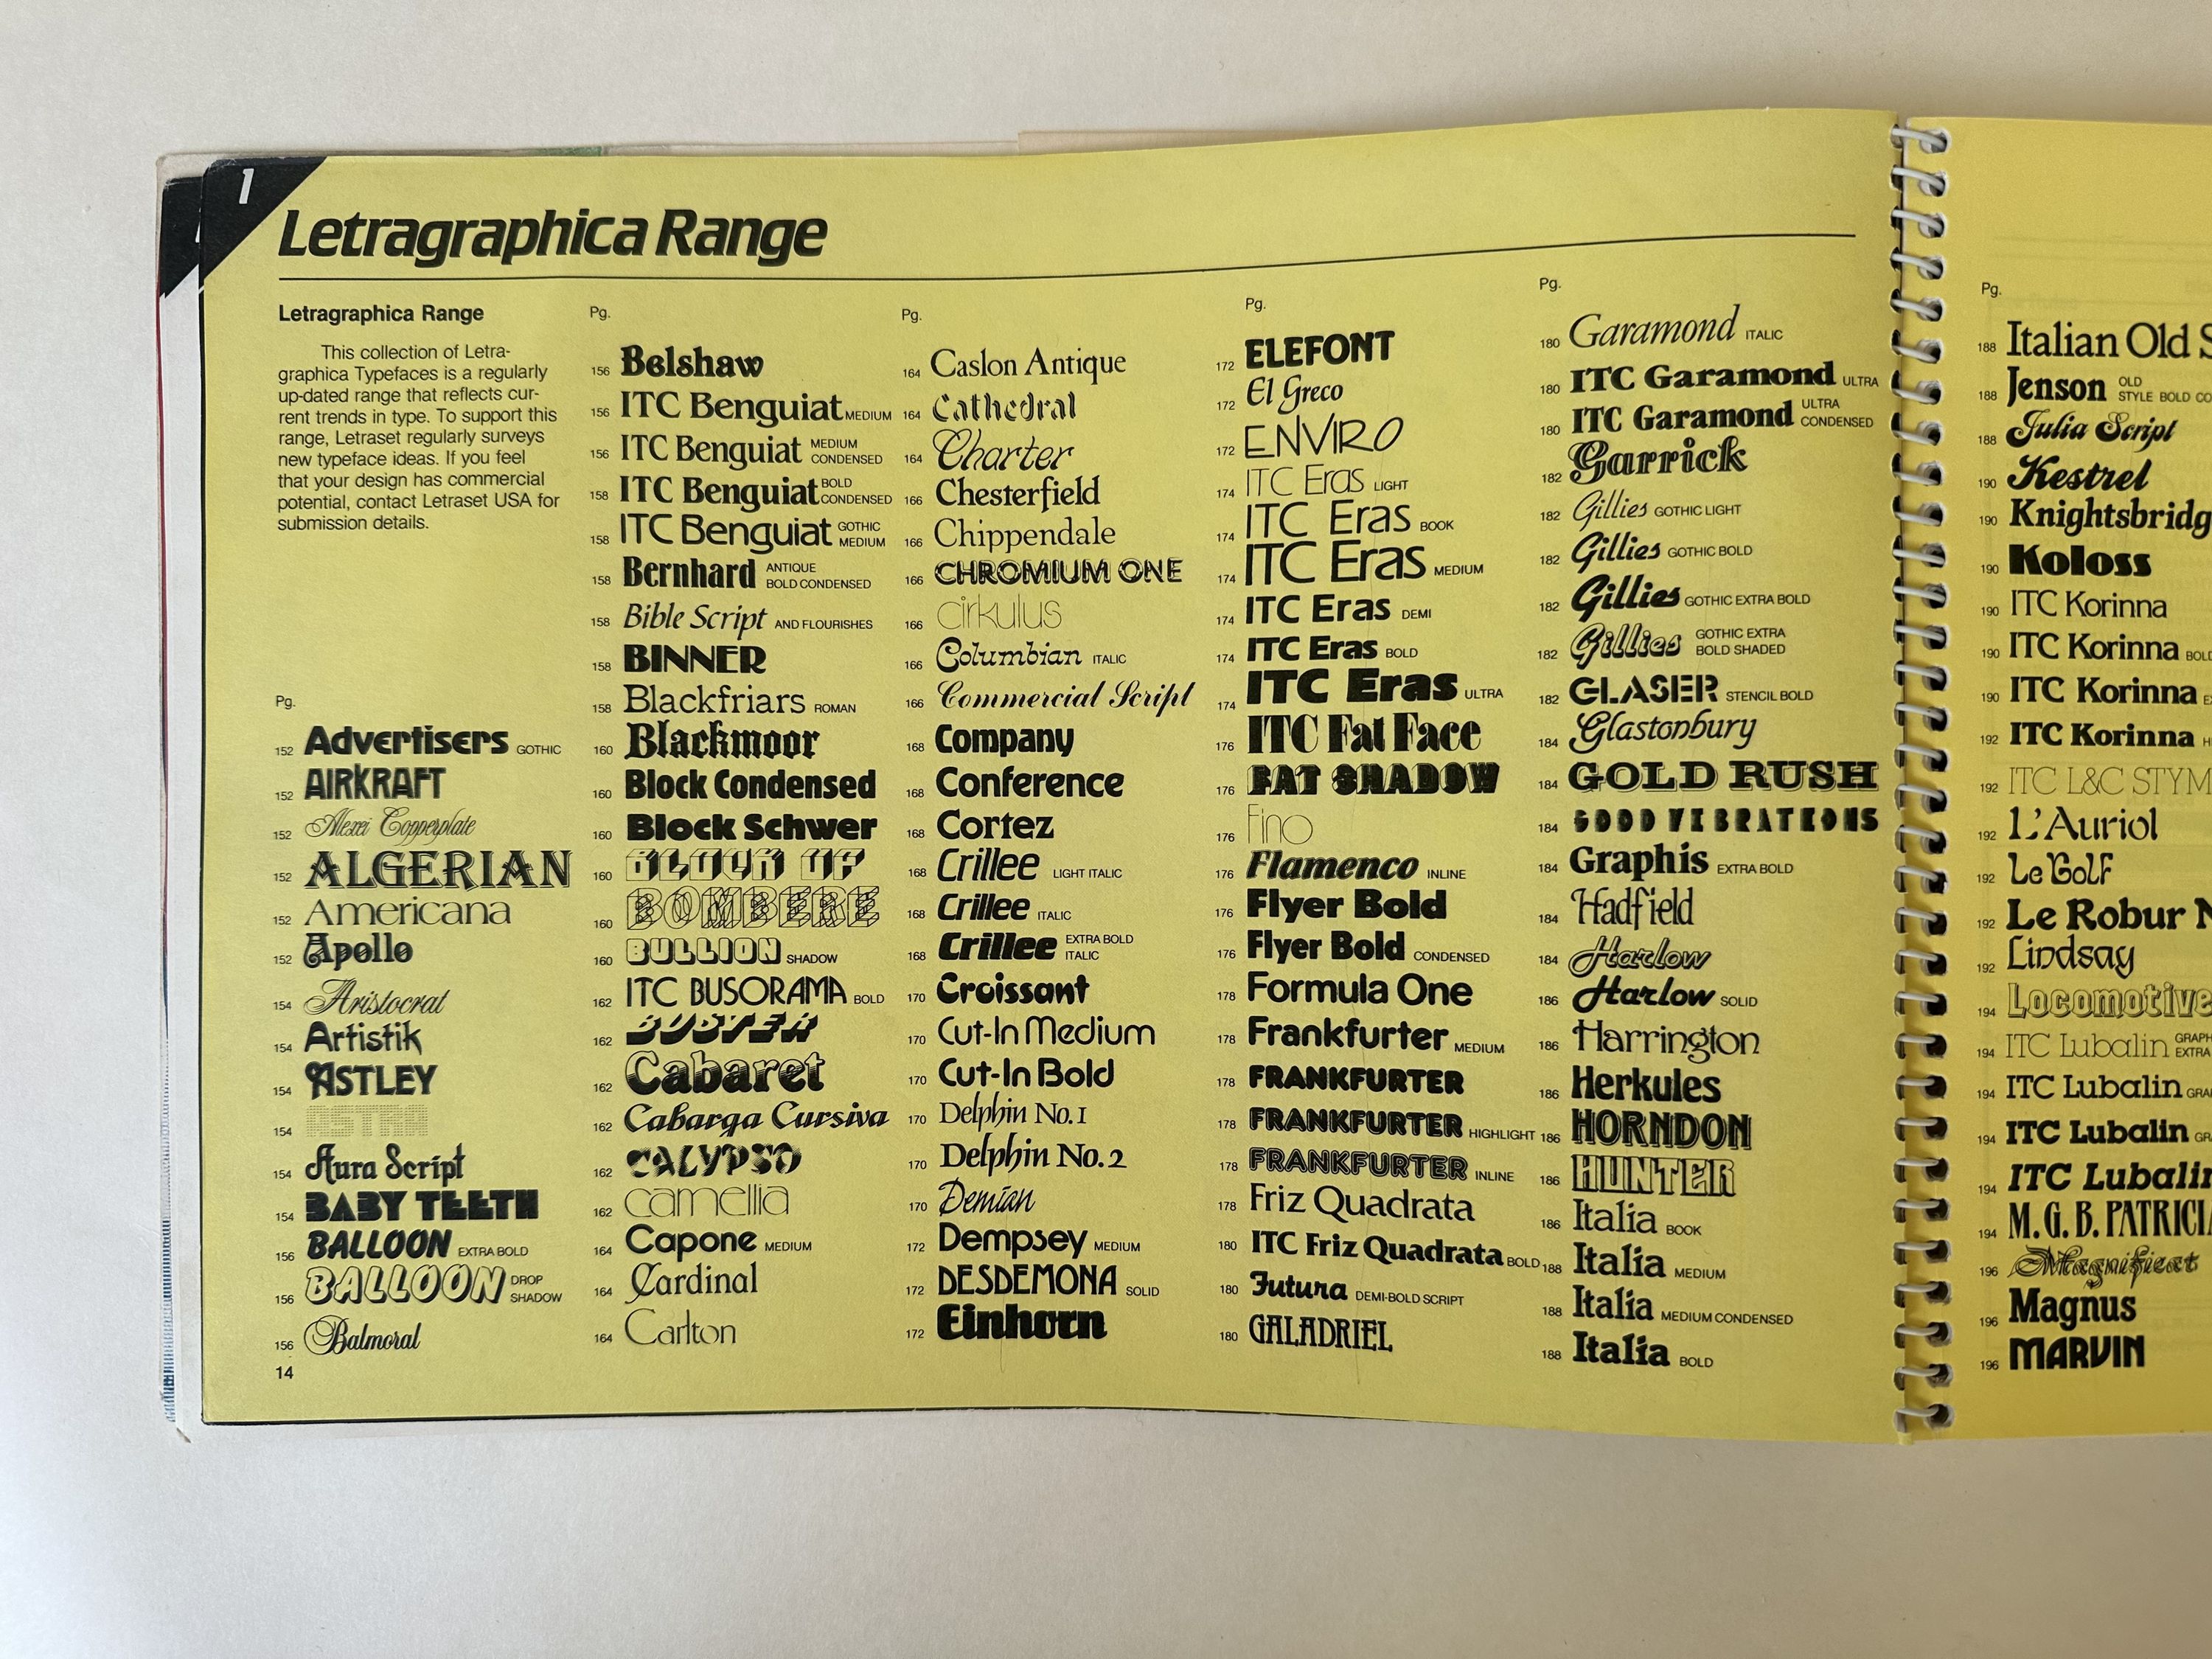 1
Letragraphica Range
Letragraphica Range
This collection of Letra-
graphica Typefaces is a regularly
up-dated range that reflects cur-
rent trends in type. To support this
range, Letraset regularly surveys
new typeface ideas. If you feel
that your design has commercial
potential, contact Letraset USA for
submission details.
Pg.
152 Advertisers GOTHIC
152 AIRKRAFT
152 Alexei Copperplate
152 ALGERIAN
152 Americana
152 Apollo
154 Aristocrat
154 Artistik
154 ASTLEY
154 ASTRA
154 Aura Script
154 BABY TEETH
156 BALLOON EXTRA BOLD
156 BALLOON DROP SHADOW
156 Balmoral
14
Pg.
156 Belshaw
156 ITC Benguiat MEDIUM
156 ITC Benguiat MEDIUM CONDENSED
158 ITC Benguiat BOLD CONDENSED
158 ITC Benguiat GOTHIC MEDIUM
158 Bernhard ANTIQUE BOLD CONDENSED
158 Bible Script AND FLOURISHES
158 BINNER
158 Blackfriars ROMAN
160 Blackmoor
160 Block Condensed
160 Block Schwer
160 BLOCK UP
160 BOMBERE
160 BULLION SHADOW
162 ITC BUSORAMA BOLD
162 BUSTER
162 Cabaret
162 Cabarga Cursiva
162 CALYPSO
162 camellia
164 Capone MEDIUM
164 Cardinal
164 Carlton
Pg.
164 Caslon Antique
164 Cathedral
164 Charter
166 Chesterfield
166 Chippendale
166 CHROMIUM ONE
166 cirkulus
166 Columbian ITALIC
166 Commercial Script
168 Company
168 Conference
168 Cortez
168 Crillee LIGHT ITALIC
168 Crillee ITALIC
168 Crillee EXTRA BOLD ITALIC
170 Croissant
170 Cut-In Medium
170 Cut-In Bold
170 Delphin No.1
170 Delphin No.2
170 Demian
172 Dempsey MEDIUM
172 DESDEMONA SOLID
172 Einhorn
Pg.
172 ELEFONT
172 El Greco
172 ENVIRO
174 ITC Eras LIGHT
174 ITC Eras BOOK
174 ITC Eras MEDIUM
174 ITC Eras DEMI
174 ITC Eras BOLD
174 ITC Eras ULTRA
176 ITC Fat Face
176 FAT SHADOW
176 Fino
176 Flamenco INLINE
176 Flyer Bold
176 Flyer Bold CONDENSED
178 Formula One
178 Frankfurter MEDIUM
178 FRANKFURTER
178 FRANKFURTER HIGHLIGHT
178 FRANKFURTER INLINE
178 Friz Quadrata
180 ITC Friz Quadrata BOLD
180 Futura DEMI-BOLD SCRIPT
180 GALADRIEL
Pg.
180 Garamond ITALIC
180 ITC Garamond ULTRA
180 ITC Garamond ULTRA CONDENSED
182 Garrick
182 Gillies GOTHIC LIGHT
182 Gillies GOTHIC BOLD
182 Gillies GOTHIC EXTRA BOLD
182 Gillies GOTHIC EXTRA BOLD SHADED
182 GLASER STENCIL BOLD
184 Glastonbury
184 GOLD RUSH
184 GOOD VIBRATIONS
184 Graphis EXTRA BOLD
184 Hadfield
184 Harlow
186 Harlow SOLID
186 Harrington
186 Herkules
186 HORNDON
186 HUNTER
186 Italia BOOK
188 Italia MEDIUM
188 Italia MEDIUM CONDENSED
188 Italia BOLD
Pg.
188 Italian Old
188 Jenson OLD STYLE BOLD
188 Julia Script
190 Kestrel
190 Knightsbridg
190 Koloss
190 ITC Korinna
190 ITC Korinna BOLD
190 ITC Korinna
192 ITC Korinna
192 ITC L&C STYM
192 L'Auriol
192 Le Golf
192 Le Robur
192 Lindsay
194 Locomotive
194 ITC Lubalin GRAPH EXTRA
194 ITC Lubalin
194 ITC Lubalin
194 ITC Lubalin
194 M.G.B. PATRICIA
196 Magnificat
196 Magnus
196 MARVIN